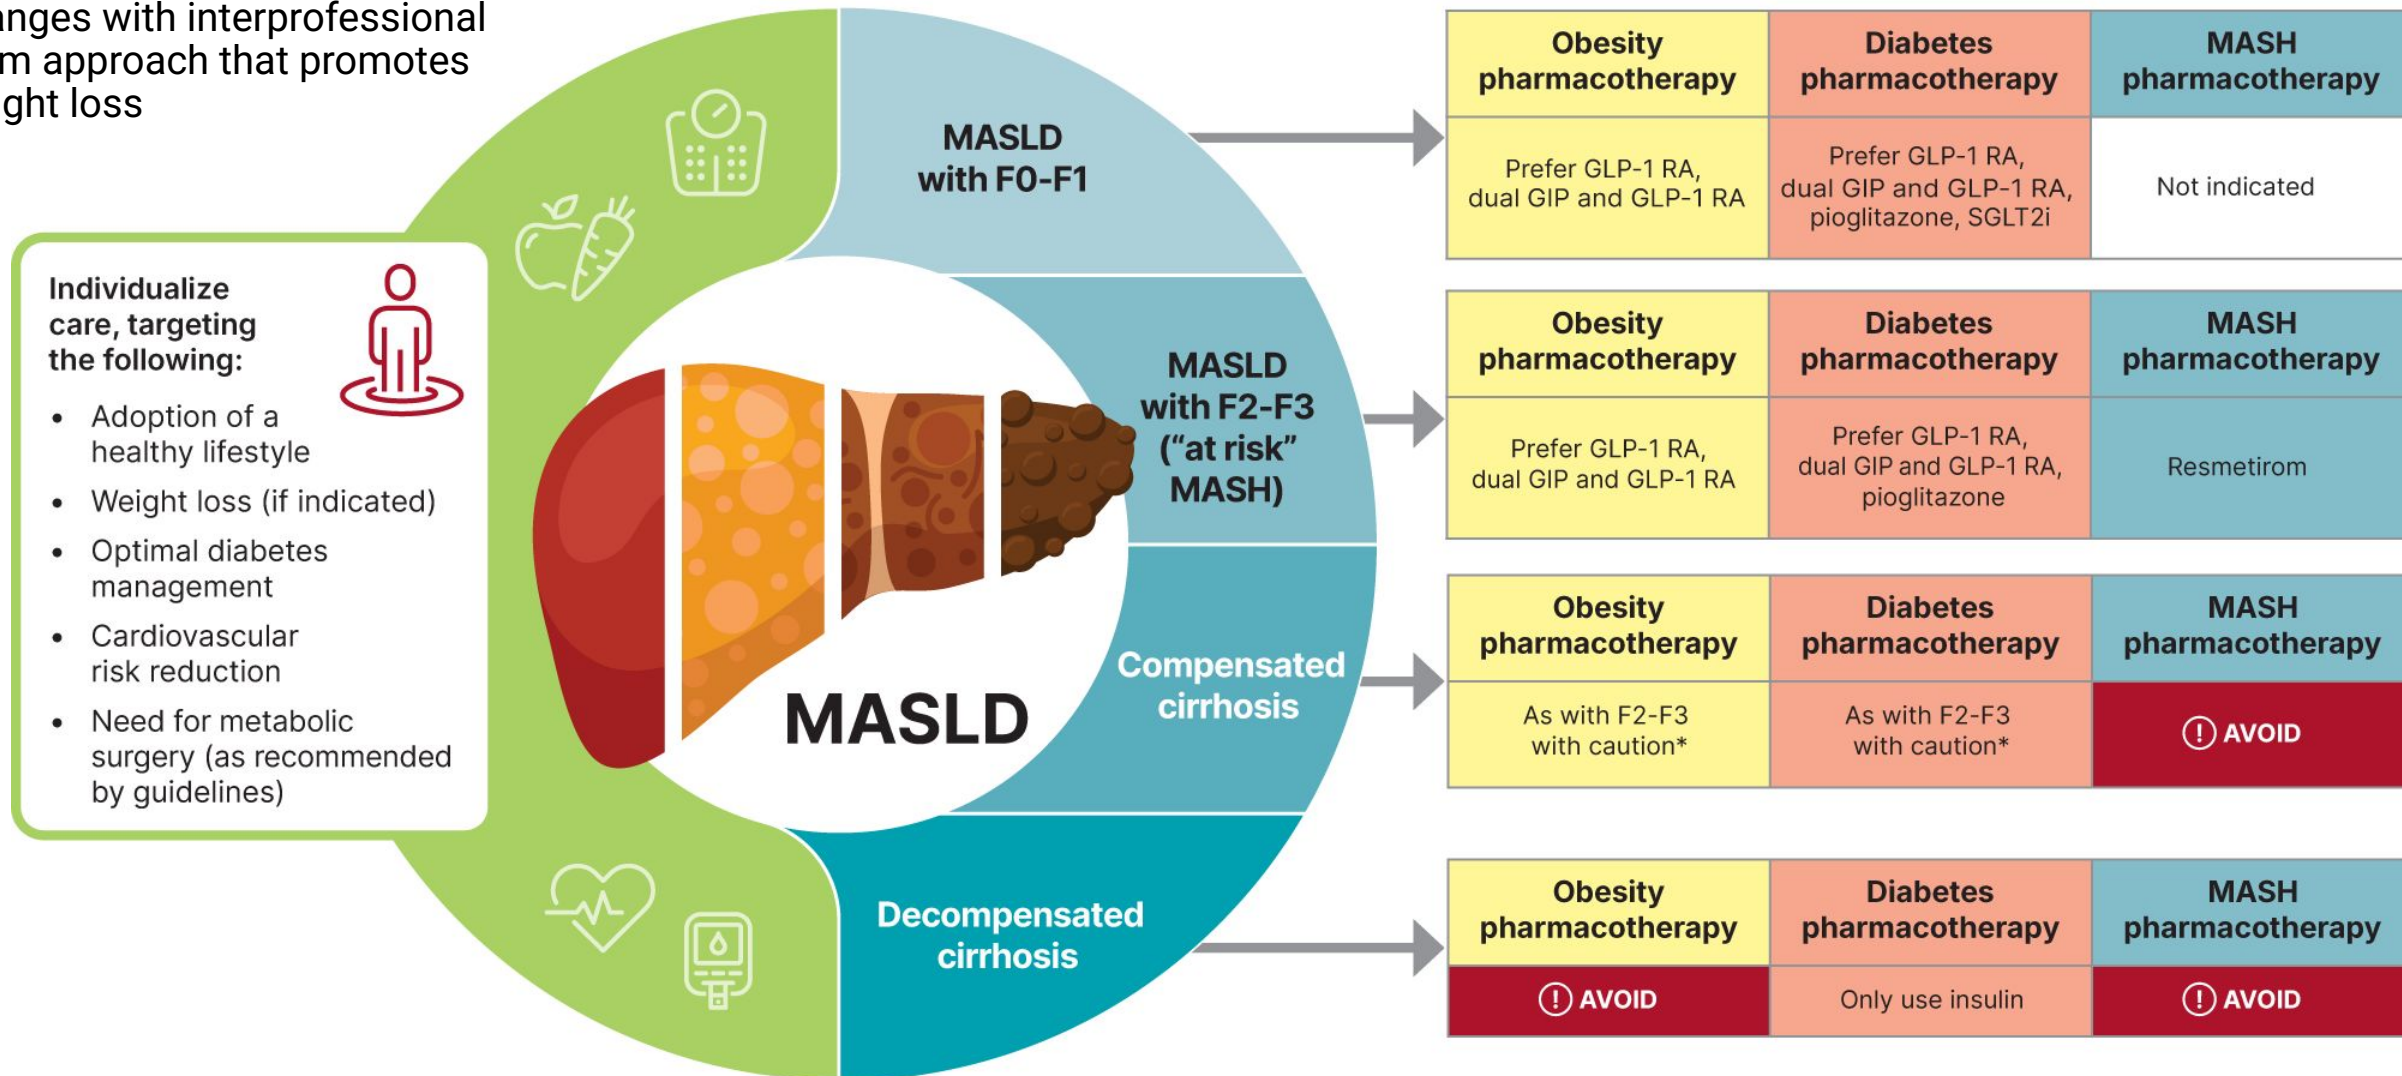 with interprofessional
approach that promotes
loss
Individualize
care, targeting
the following:
• Adoption of a
healthy lifestyle
• Weight loss (if indicated)
• Optimal diabetes
management
• Cardiovascular
risk reduction
• Need for metabolic
surgery (as recommended
by guidelines)
MASLD
MASLD
with F0-F1
MASLD
with F2-F3
(“at risk”
MASH)
Compensated
cirrhosis
Decompensated
cirrhosis
Obesity
pharmacotherapy
Diabetes
pharmacotherapy
MASH
pharmacotherapy
Prefer GLP-1 RA,
dual GIP and GLP-1 RA
Prefer GLP-1 RA,
dual GIP and GLP-1 RA,
pioglitazone, SGLT2i
Not indicated
Obesity
pharmacotherapy
Diabetes
pharmacotherapy
MASH
pharmacotherapy
Prefer GLP-1 RA,
dual GIP and GLP-1 RA
Prefer GLP-1 RA,
dual GIP and GLP-1 RA,
pioglitazone
Resmetirom
Obesity
pharmacotherapy
Diabetes
pharmacotherapy
MASH
pharmacotherapy
As with F2-F3
with caution*
As with F2-F3
with caution*
! AVOID
Obesity
pharmacotherapy
Diabetes
pharmacotherapy
MASH
pharmacotherapy
! AVOID
Only use insulin
! AVOID